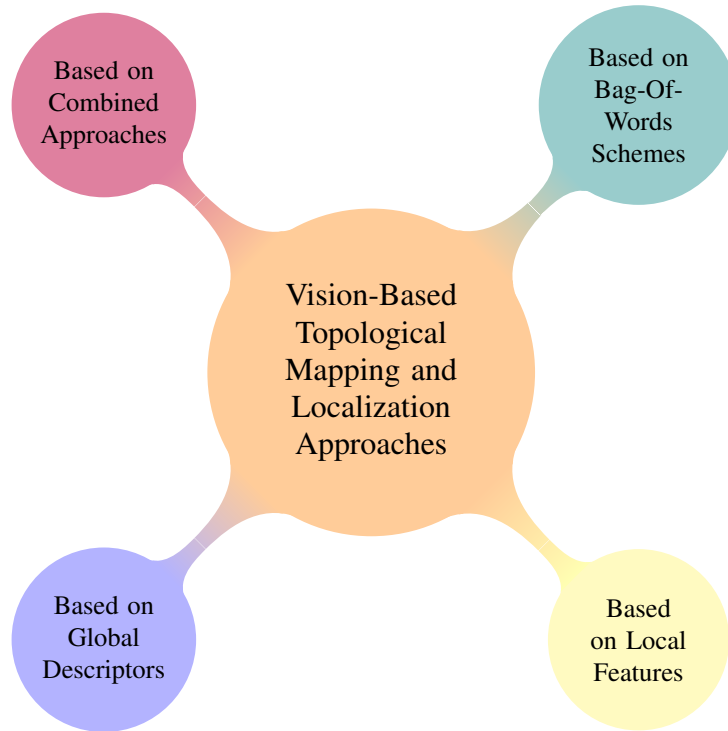 Based on
Combined
Approaches
Based on
Bag-Of-
Words
Schemes
Vision-Based
Topological
Mapping and
Localization
Approaches
Based on
Global
Descriptors
Based
on Local
Features